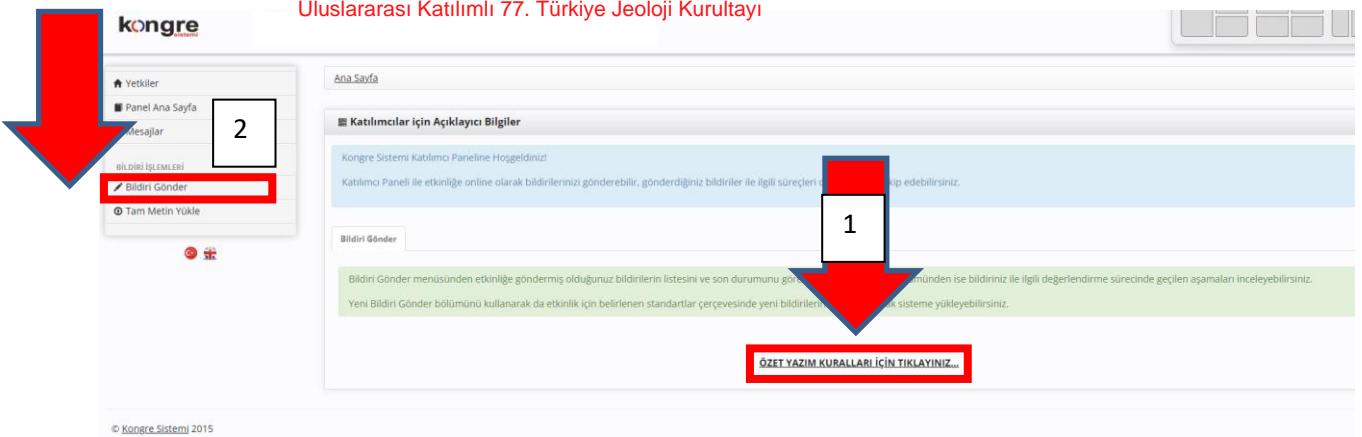 Uluslararası Katılımlı 77. Türkiye Jeoloji Kurultayı
kongre
sistemi
Yetkiler
Panel Ana Sayfa
Mesajlar
2
BİLDİRİ İŞLEMLERİ
Bildiri Gönder
Tam Metin Yükle
Ana Sayfa
Katılımcılar için Açıklayıcı Bilgiler
Kongre Sistemi Katılımcı Paneline Hoşgeldiniz!
Katılımcı Paneli ile etkinliğe online olarak bildirilerinizi gönderebilir, gönderdiğiniz bildiriler ile ilgili süreçleri edebilirsiniz.
1
Bildiri Gönder
Bildiri Gönder menüsünden etkinliğe göndermiş olduğunuz bildirilerin listesini ve son durumunu ise bildiriniz ile ilgili değerlendirme sürecinde geçilen aşamaları inceleyebilirsiniz.
Yeni Bildiri Gönder bölümünü kullanarak da etkinlik için belirlenen standartlar çerçevesinde yeni sisteme yükleyebilirsiniz.
ÖZET YAZIM KURALLARI İÇİN TIKLAYINIZ...
© Kongre Sistemi 2015